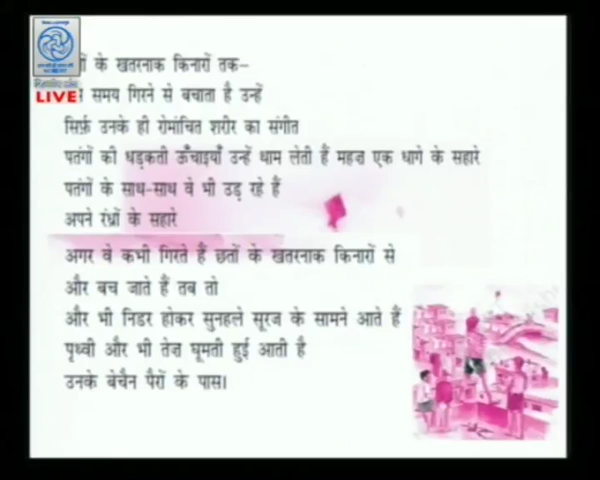 के खतरनाक किनारों तक–
LIVE
समय गिरने से बचाता है उन्हें
सिर्फ़ उनके ही रोमांचित शरीर का संगीत
पतंगों की धड़कती ऊँचाइयाँ उन्हें थाम लेती हैं महज़ एक धागे के सहारे
पतंगों के साथ-साथ वे भी उड़ रहे हैं
अपने रंध्रों के सहारे
अगर वे कभी गिरते हैं छतों के खतरनाक किनारों से
और बच जाते हैं तब तो
और भी निडर होकर सुनहले सूरज के सामने आते हैं
पृथ्वी और भी तेज़ घूमती हुई आती है
उनके बेचैन पैरों के पास।